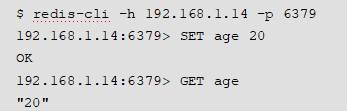 $ redis-cli -h 192.168.1.14 -p 6379
192.168.1.14:6379> SET age 20
OK
192.168.1.14:6379> GET age
"20"